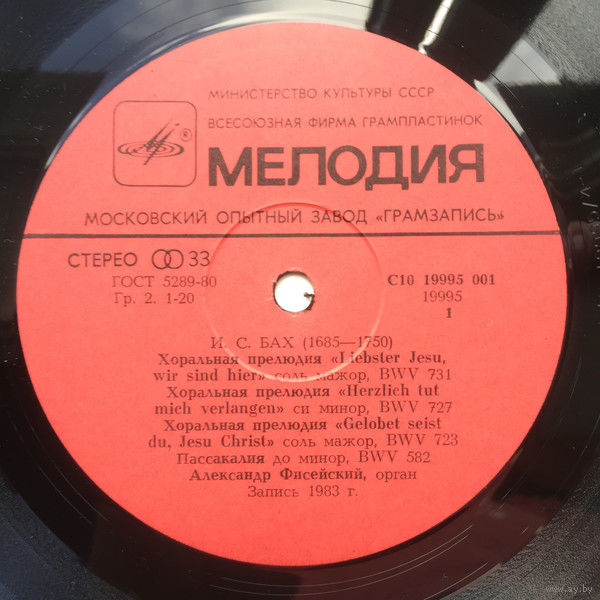 МИНИСТЕРСТВО КУЛЬТУРЫ СССР
ВСЕСОЮЗНАЯ ФИРМА ГРАМПЛАСТИНОК
®
МЕЛОДИЯ
МОСКОВСКИЙ ОПЫТНЫЙ ЗАВОД «ГРАМЗАПИСЬ»
СТЕРЕО 33
ГОСТ 5289-80
Гр. 2. 1-20
С10 19995 001
19995
1
И. С. БАХ (1685—1750)
Хоральная прелюдия «Liebster Jesu,
wir sind hier» соль мажор, BWV 731
Хоральная прелюдия «Herzlich tut
mich verlangen» си минор, BWV 727
Хоральная прелюдия «Gelobet seist
du, Jesu Christ» соль мажор, BWV 723
Пассакалия до минор, BWV 582
Александр Фисейский, орган
Запись 1983 г.
www.ay.by